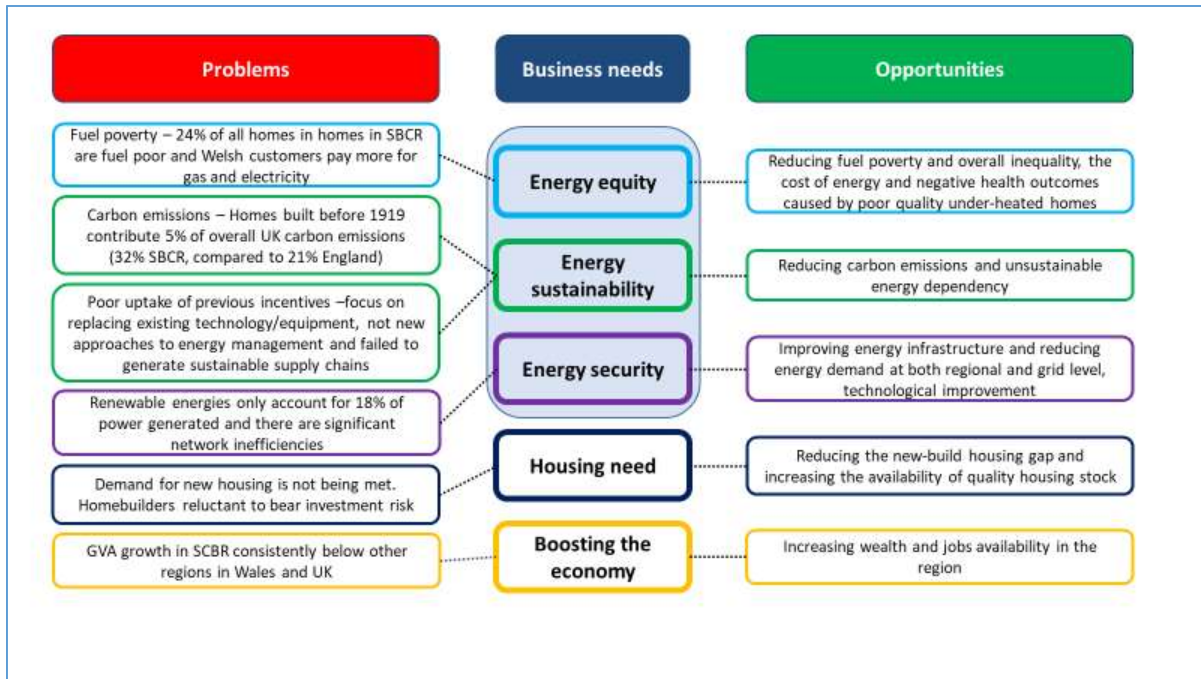 Problems
Business needs
Opportunities
Fuel poverty – 24% of all homes in homes in SBCR
are fuel poor and Welsh customers pay more for
gas and electricity
Energy equity
Reducing fuel poverty and overall inequality, the
cost of energy and negative health outcomes
caused by poor quality under-heated homes
Carbon emissions – Homes built before 1919
contribute 5% of overall UK carbon emissions
(32% SBCR, compared to 21% England)
Poor uptake of previous incentives –focus on
replacing existing technology/equipment, not new
approaches to energy management and failed to
generate sustainable supply chains
Energy
sustainability
Reducing carbon emissions and unsustainable
energy dependency
Renewable energies only account for 18% of
power generated and there are significant
network inefficiencies
Energy security
Improving energy infrastructure and reducing
energy demand at both regional and grid level,
technological improvement
Demand for new housing is not being met.
Homebuilders reluctant to bear investment risk
Housing need
Reducing the new-build housing gap and
increasing the availability of quality housing stock
GVA growth in SCBR consistently below other
regions in Wales and UK
Boosting the
economy
Increasing wealth and jobs availability in the
region